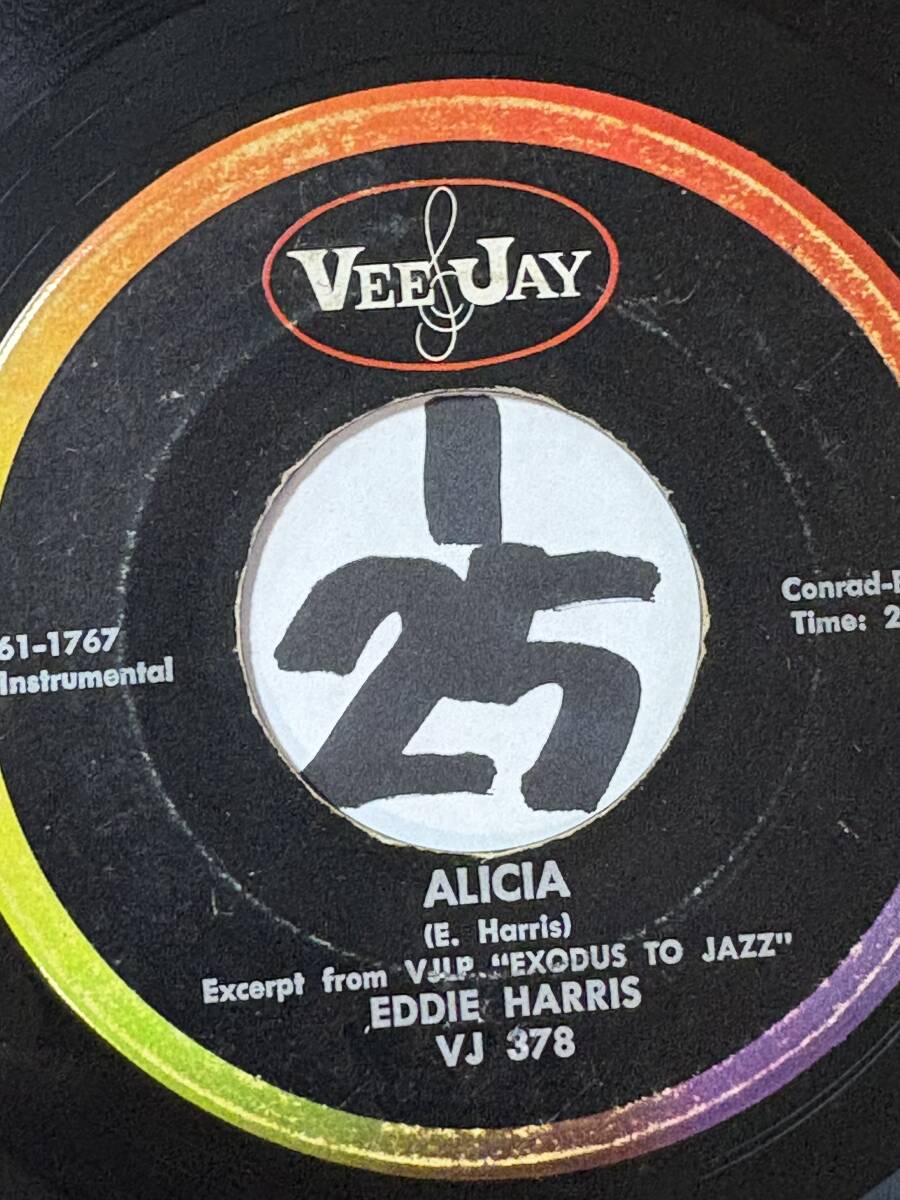 VEE JAY
1
25
61-1767
Instrumental
Conrad-
Time: 2
ALICIA
(E. Harris)
Excerpt from VJLP "EXODUS TO JAZZ"
EDDIE HARRIS
VJ 378